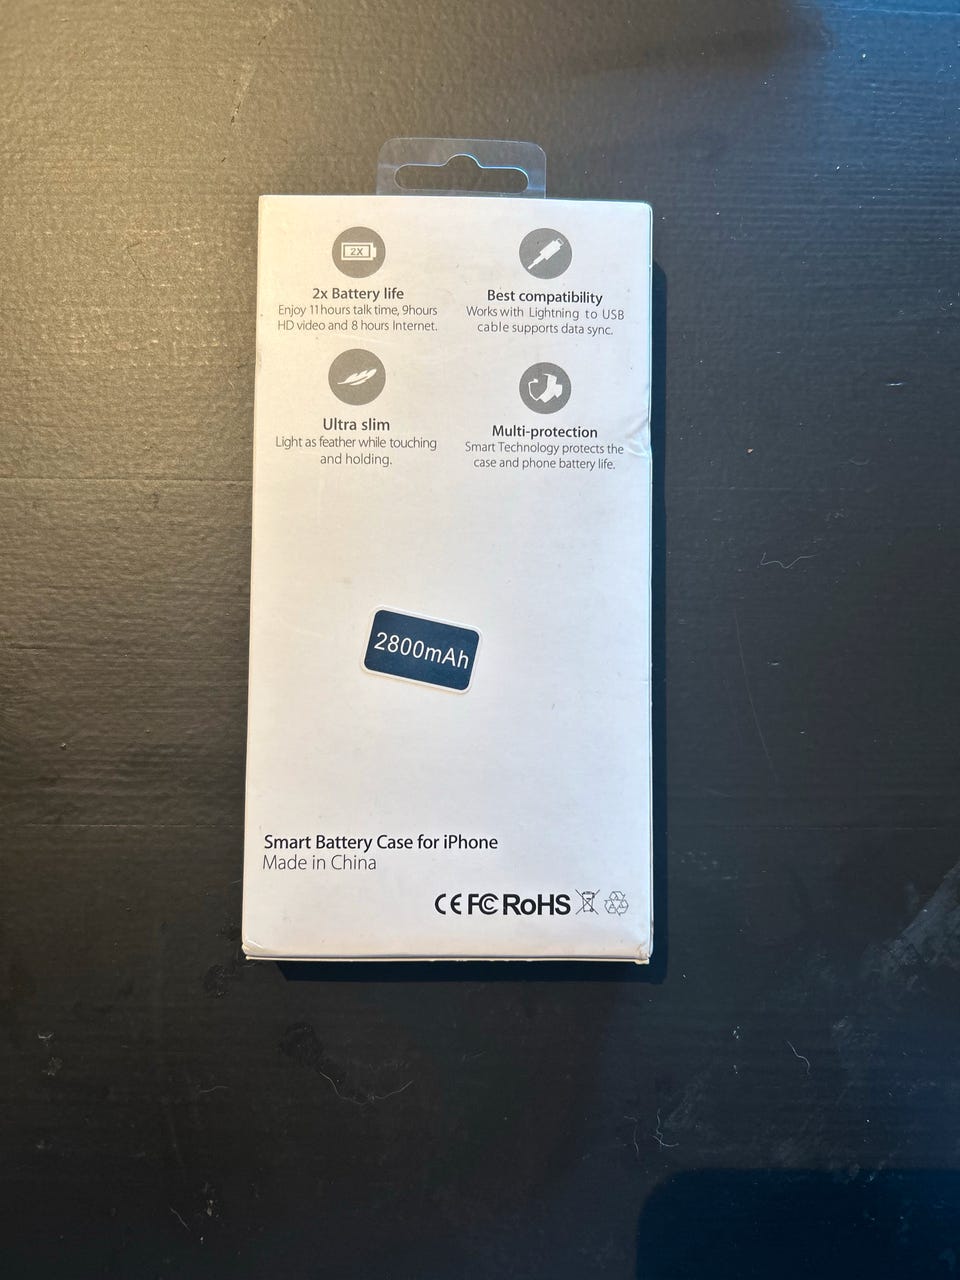 2X
2x Battery life
Enjoy 11hours talk time, 9hours
HD video and 8 hours Internet.
Best compatibility
Works with Lightning to USB
cable supports data sync.
Ultra slim
Light as feather while touching
and holding.
Multi-protection
Smart Technology protects the
case and phone battery life.
2800mAh
Smart Battery Case for iPhone
Made in China
CE FC RoHS